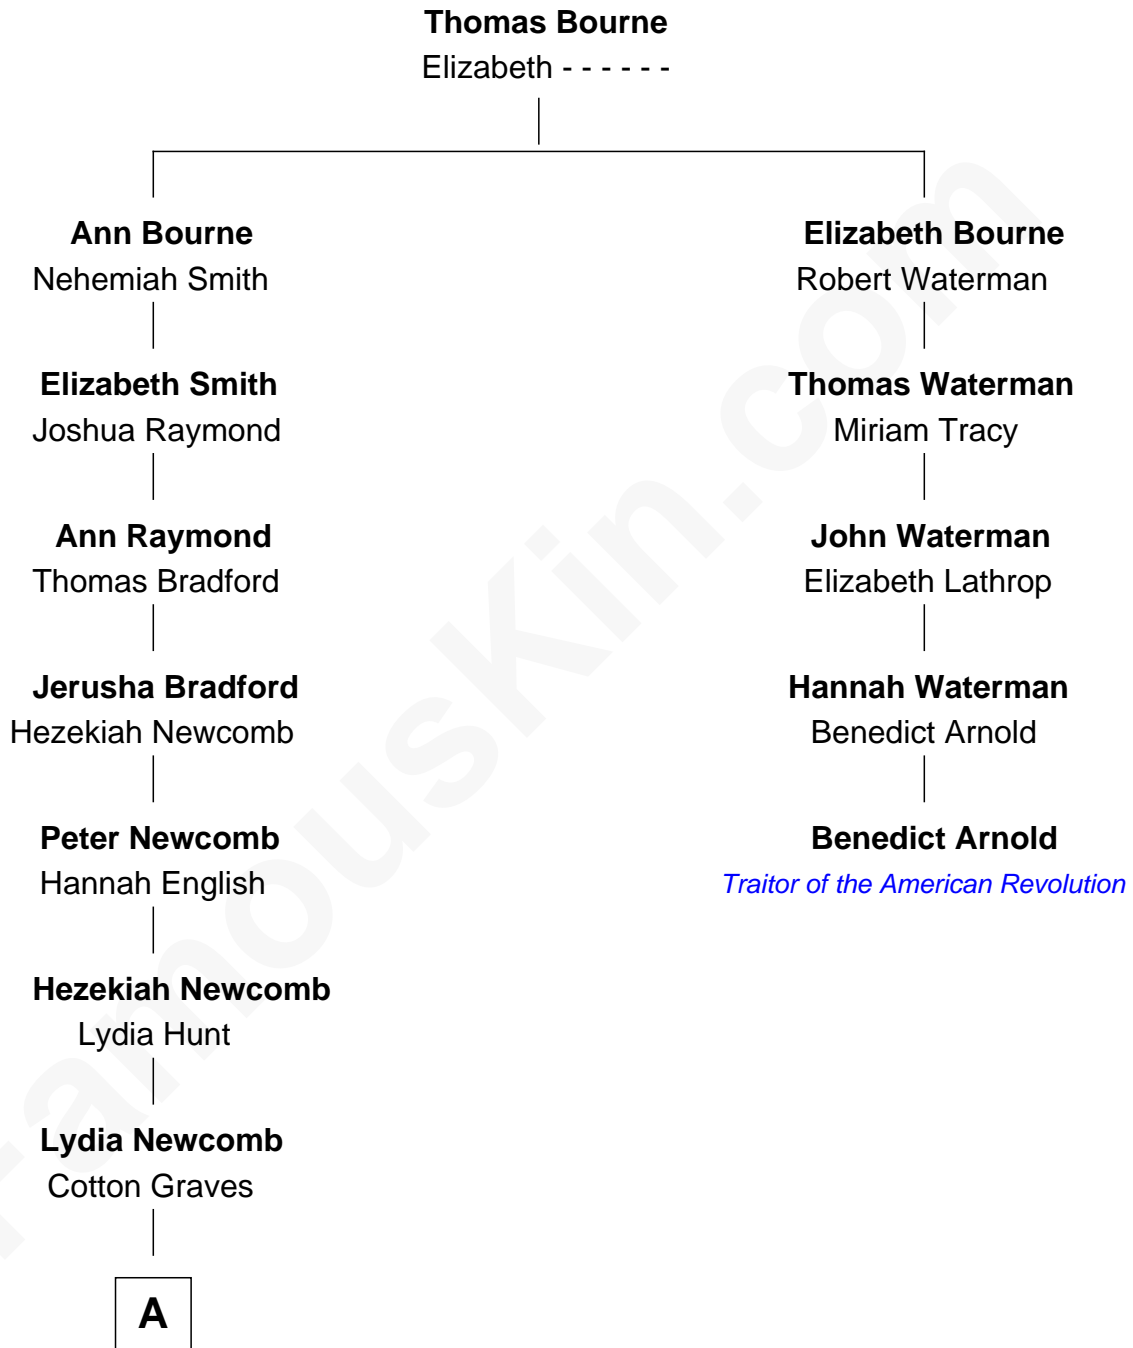 Thomas Bourne
Elizabeth - - - - - -
Ann Bourne
Nehemiah Smith
Elizabeth Bourne
Robert Waterman
Elizabeth Smith
Joshua Raymond
Thomas Waterman
Miriam Tracy
Ann Raymond
Thomas Bradford
John Waterman
Elizabeth Lathrop
Jerusha Bradford
Hezekiah Newcomb
Hannah Waterman
Benedict Arnold
Peter Newcomb
Hannah English
Benedict Arnold
Traitor of the American Revolution
Hezekiah Newcomb
Lydia Hunt
Lydia Newcomb
Cotton Graves
A
FamousKin.com